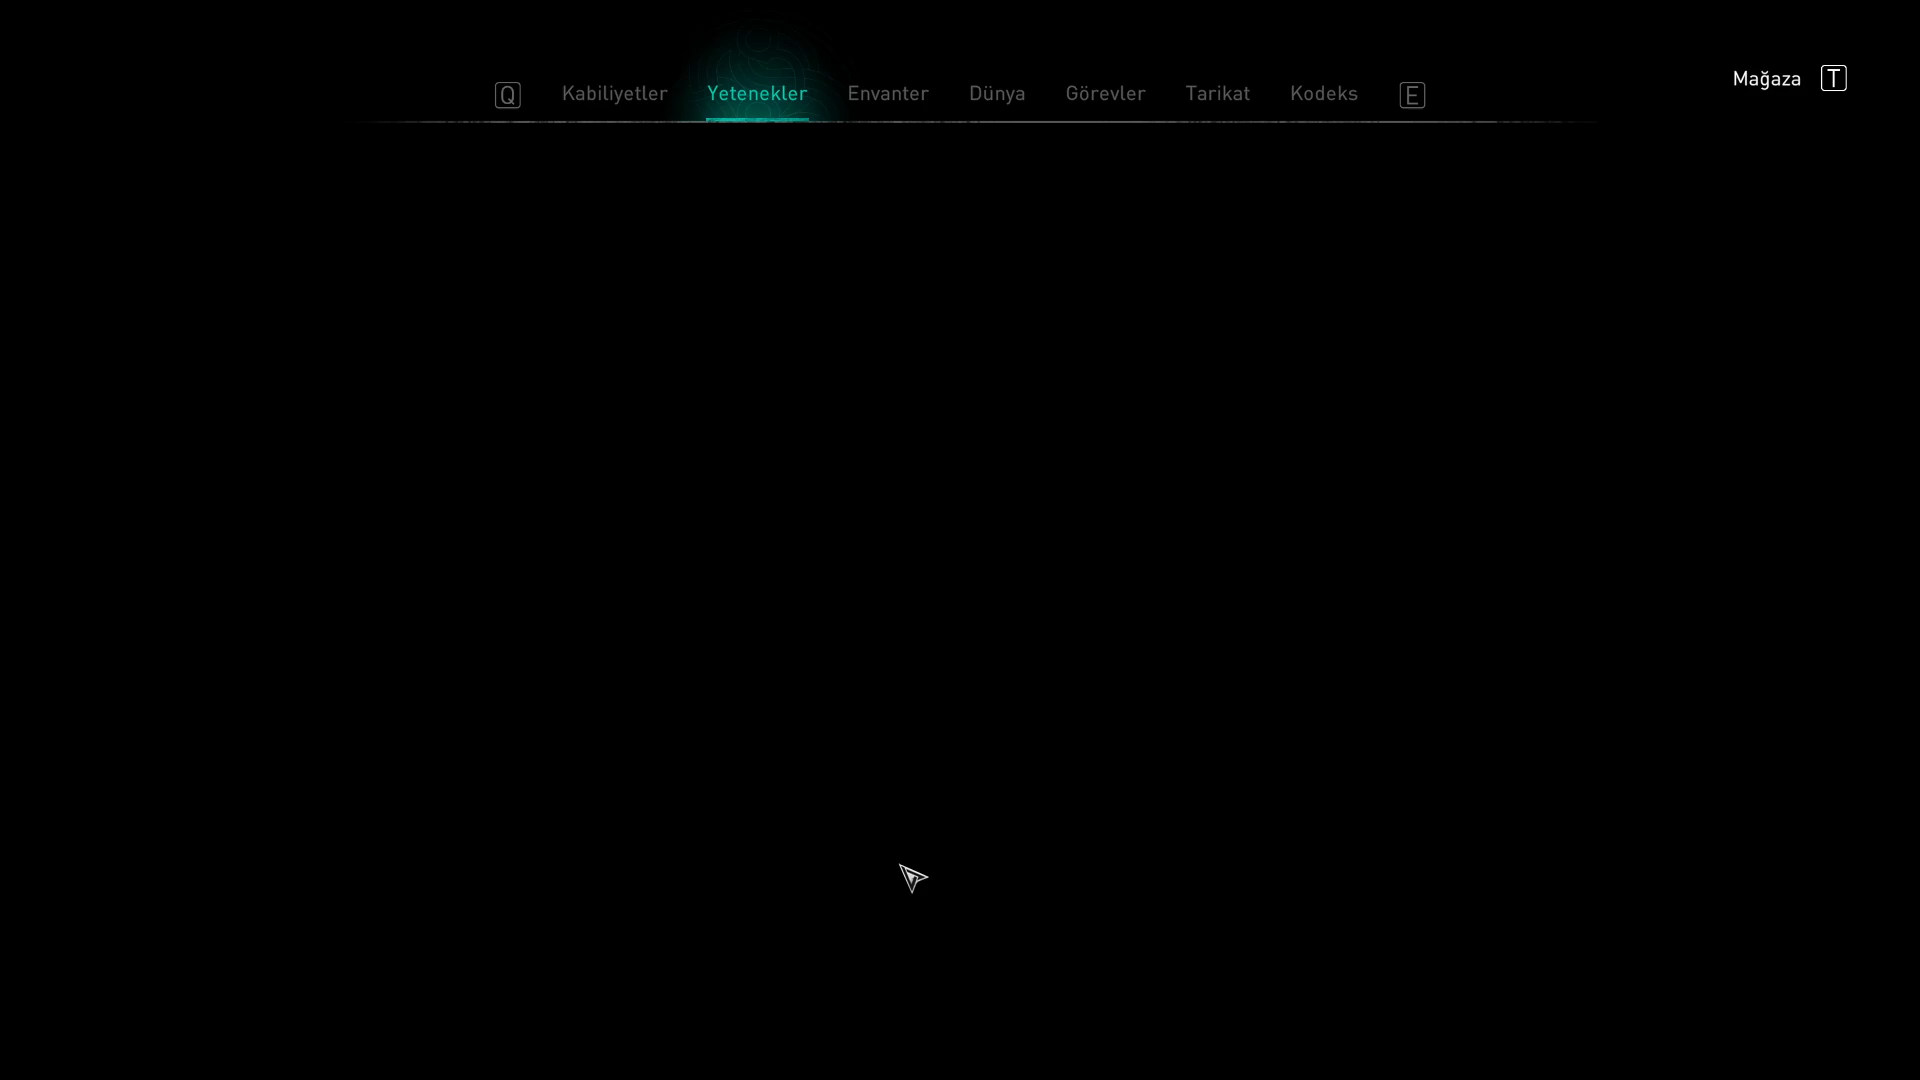 Q Kabiliyetler Yetenekler Envanter Dünya Görevler Tarikat Kodeks E
Mağaza T